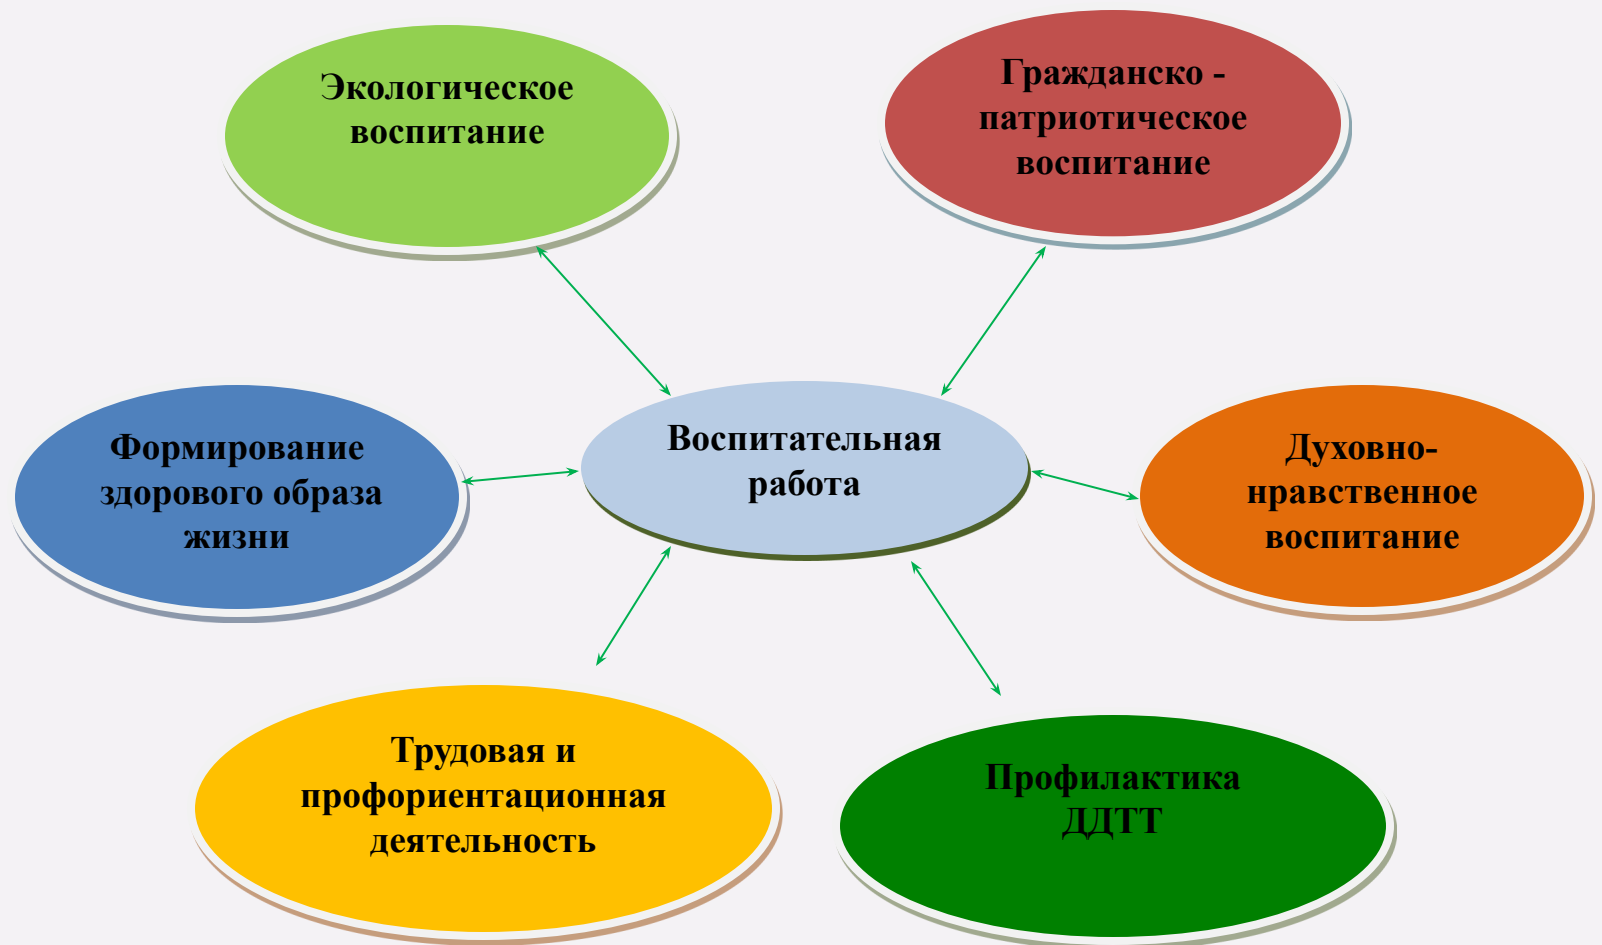 Экологическое
воспитание
Гражданско -
патриотическое
воспитание
Формирование
здорового образа
жизни
Воспитательная
работа
Духовно-
нравственное
воспитание
Трудовая и
профориентационная
деятельность
Профилактика
ДДТТ